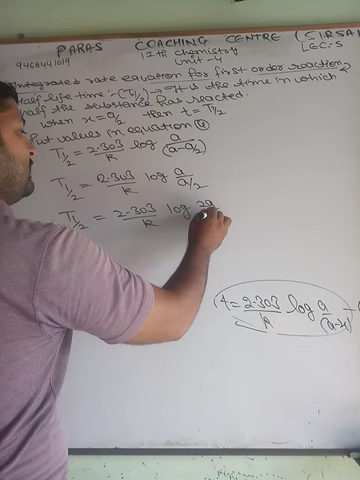 PARAS COACHING CENTRE (SIRSA)
9468441019 12th chemistry LEC:5
unit-4
Integrated rate equation for first order reaction
Half life time:- (T1/2) → It is the time in which
half the substance has reacted.
when x = a/2 then t = T1/2
Put values in equation (4)
T1/2 = 2.303/K log a/(a-a/2)
T1/2 = 2.303/K log a/a/2
T1/2 = 2.303/K log 2a
t = 2.303/k log a/(a-x)